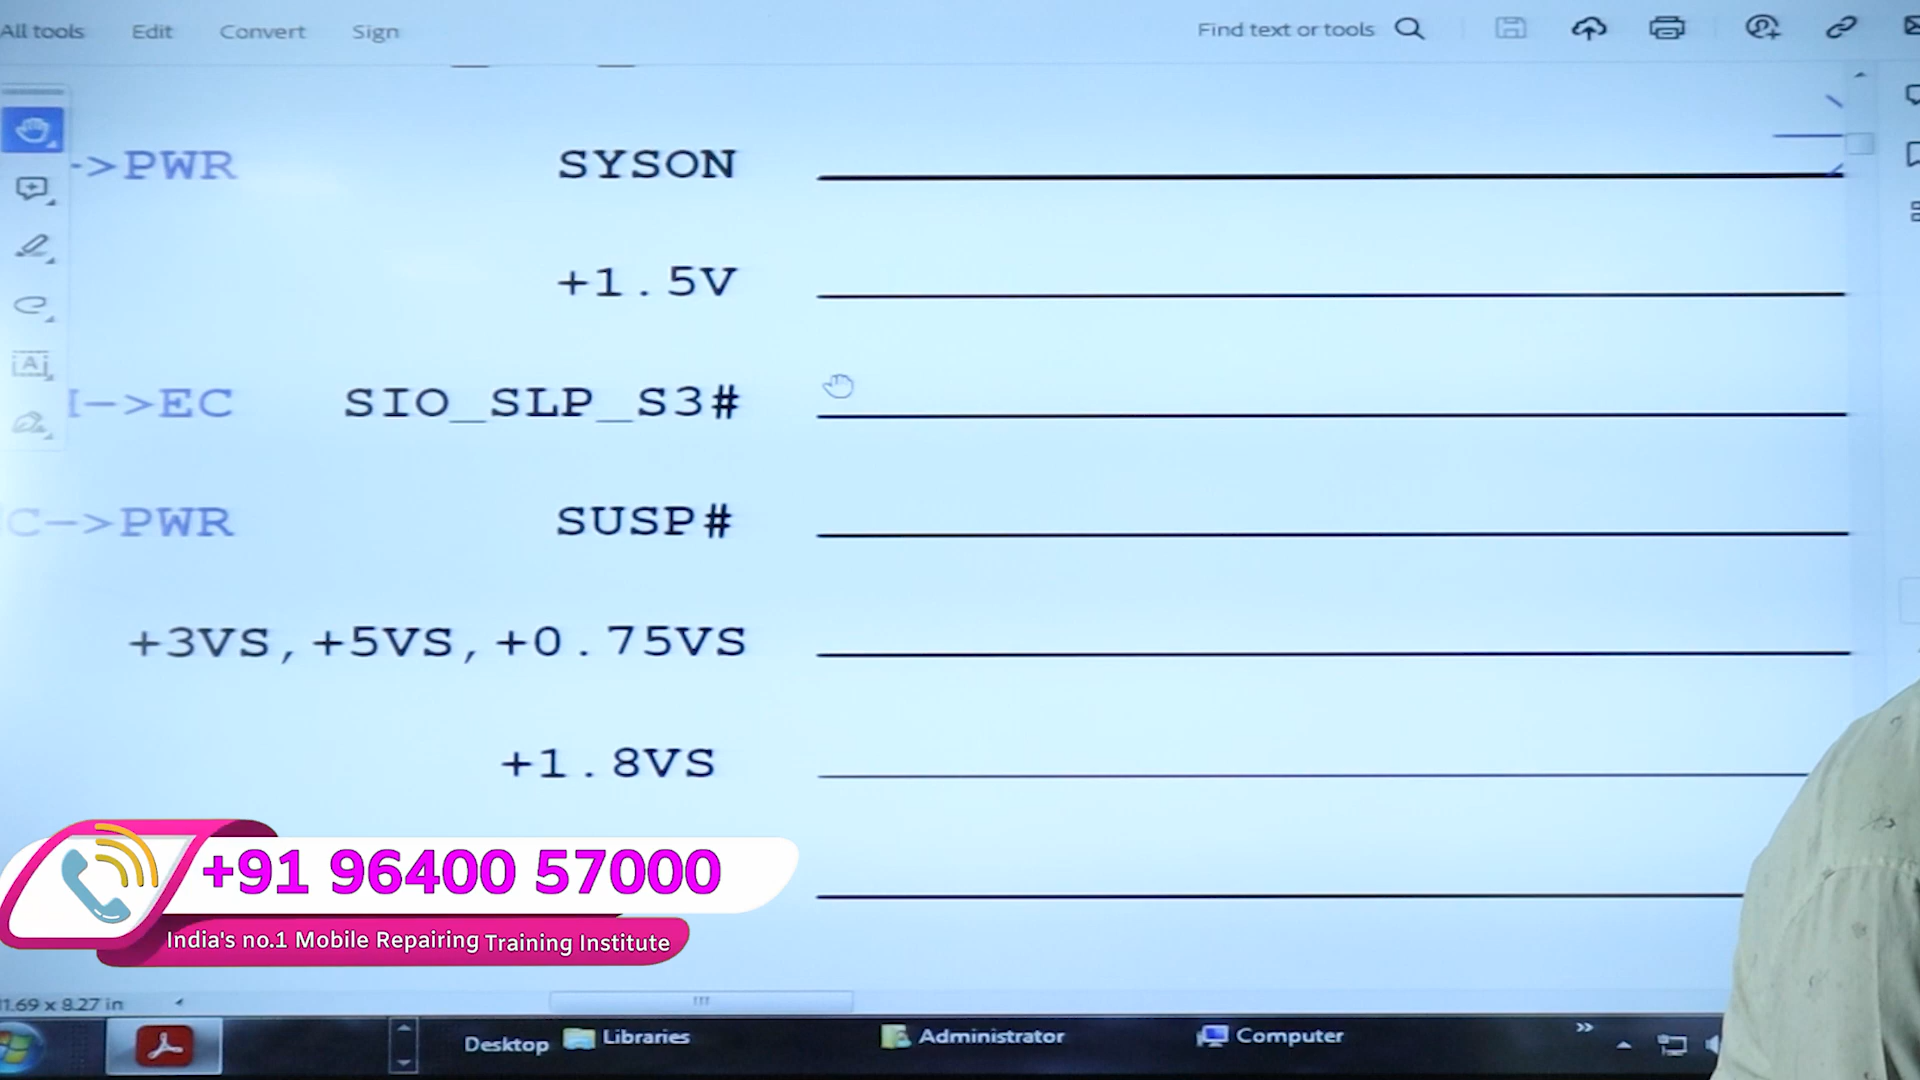 All tools Edit Convert Sign Find text or tools
->PWR SYSON
+1.5V
I->EC SIO_SLP_S3#
C->PWR SUSP#
+3VS,+5VS,+0.75VS
+1.8VS
+91 96400 57000
India's no.1 Mobile Repairing Training Institute
11.69 x 8.27 in
Desktop Libraries Administrator Computer